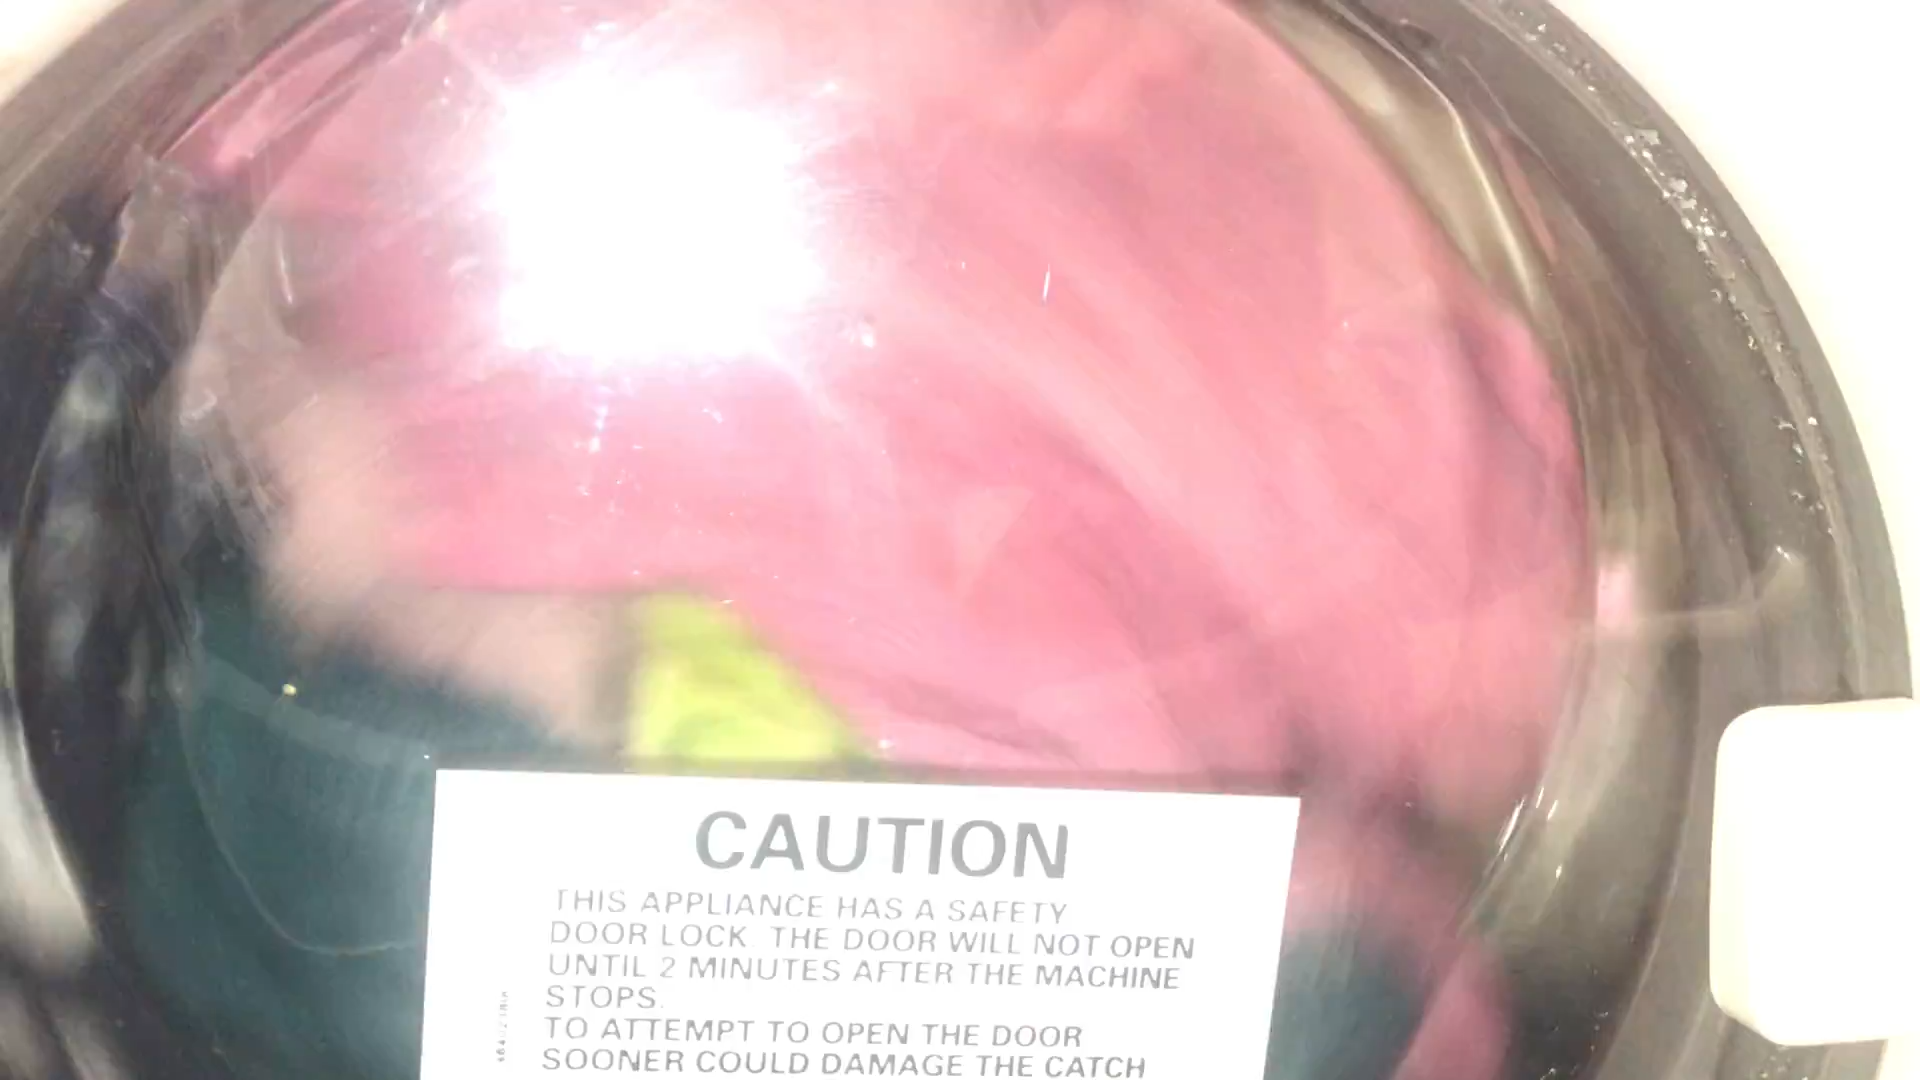 CAUTION
THIS APPLIANCE HAS A SAFETY
DOOR LOCK. THE DOOR WILL NOT OPEN
UNTIL 2 MINUTES AFTER THE MACHINE
STOPS.
TO ATTEMPT TO OPEN THE DOOR
SOONER COULD DAMAGE THE CATCH